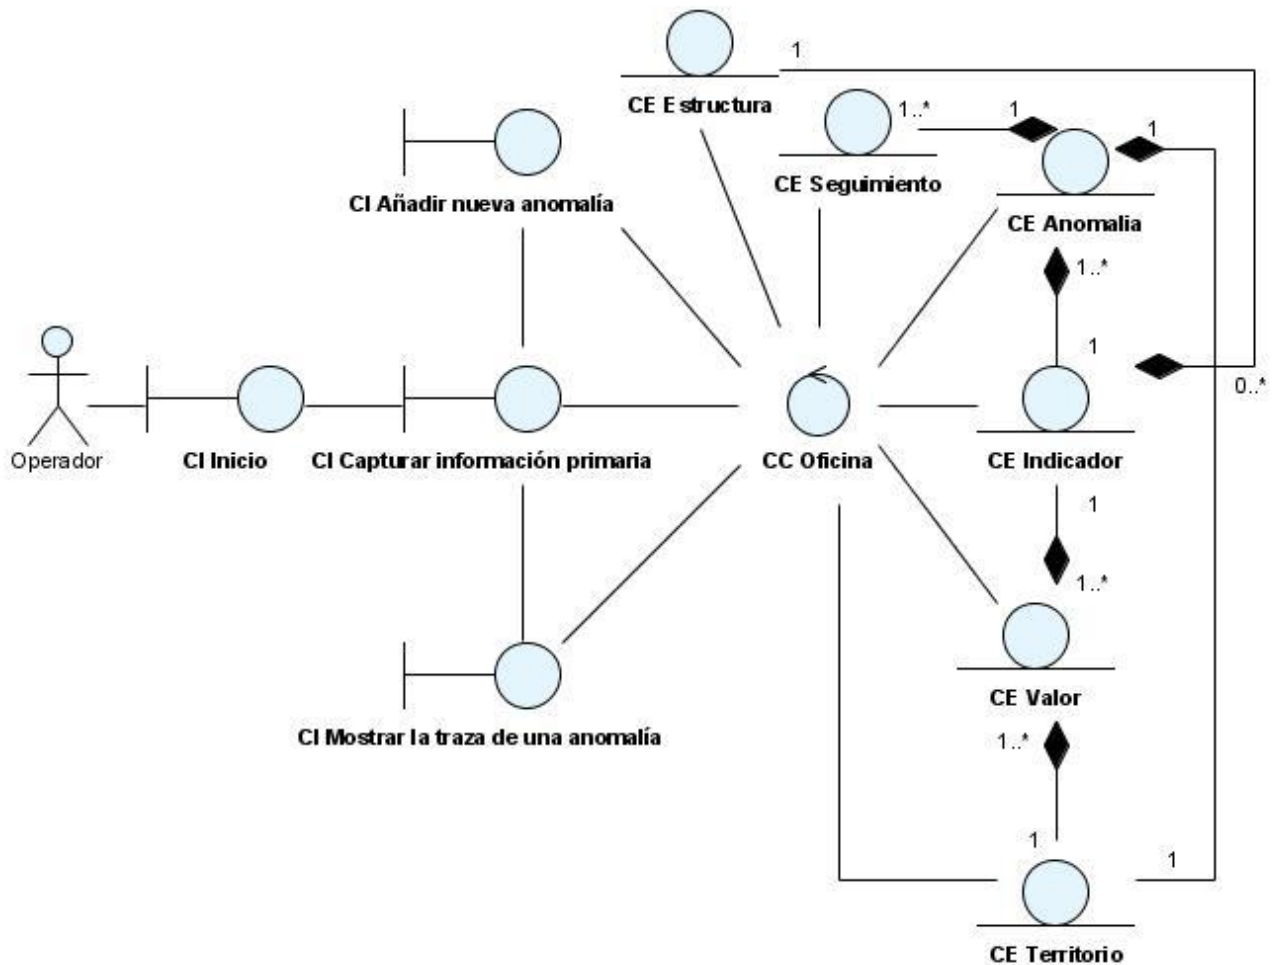 1
CE Estructura
1..*
1
1
CE Seguimiento
CI Añadir nueva anomalía
CE Anomalia
1..*
1
0..*
Operador
CI Inicio
CI Capturar información primaria
CC Oficina
CE Indicador
1
1..*
CE Valor
CI Mostrar la traza de una anomalía
1..*
1
1
CE Territorio